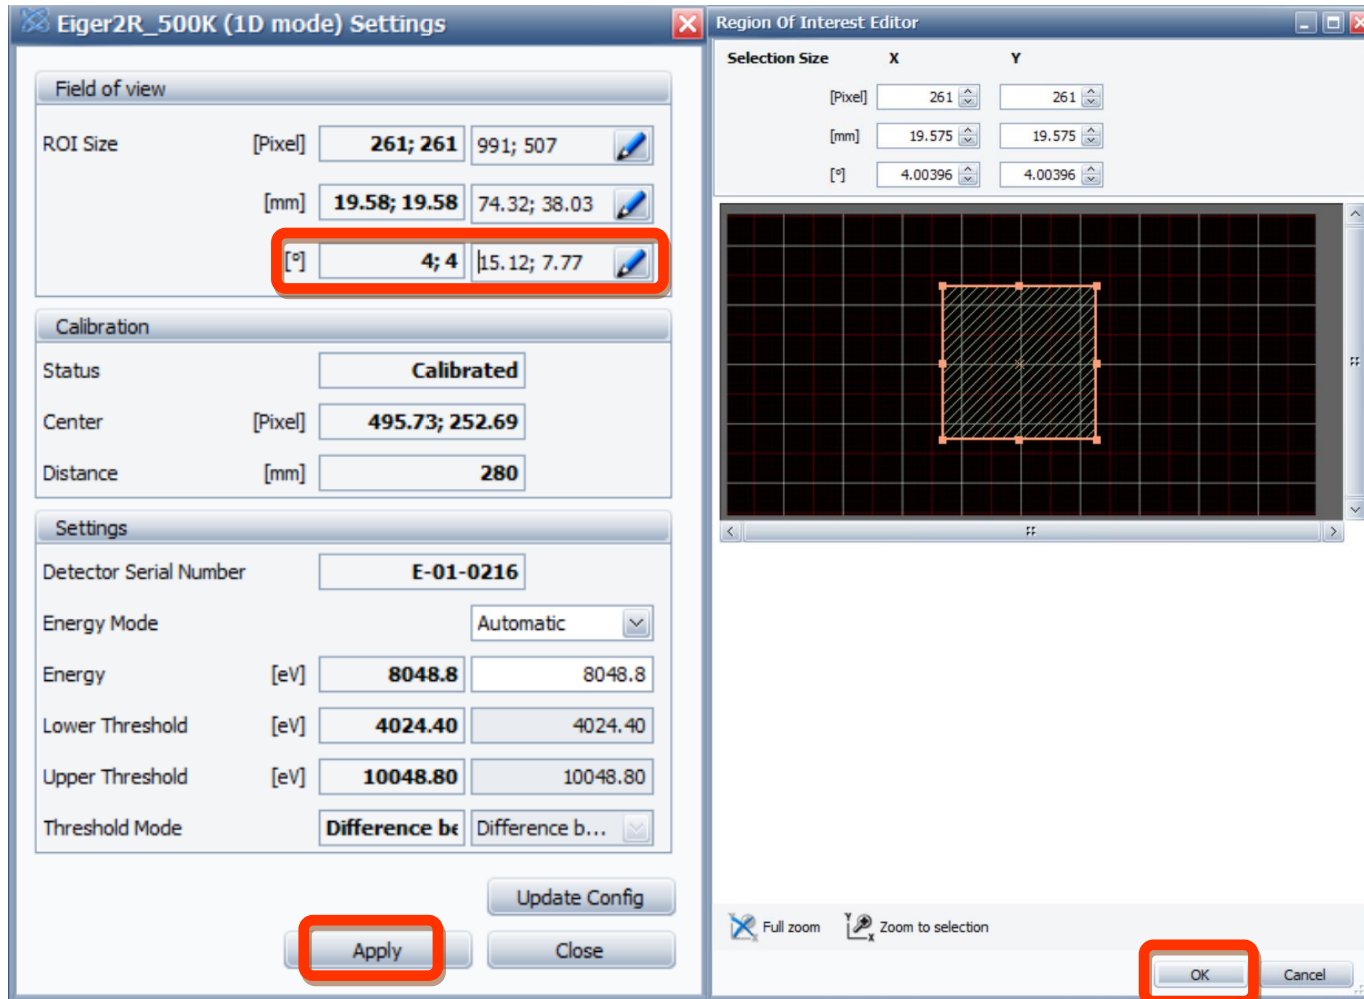 Eiger2R_500K (1D mode) Settings
Field of view
ROI Size [Pixel] 261; 261 991; 507
[mm] 19.58; 19.58 74.32; 38.03
[°] 4; 4 15.12; 7.77
Calibration
Status Calibrated
Center [Pixel] 495.73; 252.69
Distance [mm] 280
Settings
Detector Serial Number E-01-0216
Energy Mode Automatic
Energy [eV] 8048.8 8048.8
Lower Threshold [eV] 4024.40 4024.40
Upper Threshold [eV] 10048.80 10048.80
Threshold Mode Difference be Difference b...
Update Config
Apply Close
Region Of Interest Editor
Selection Size X Y
[Pixel] 261 261
[mm] 19.575 19.575
[°] 4.00396 4.00396
Full zoom Y X Zoom to selection
OK Cancel